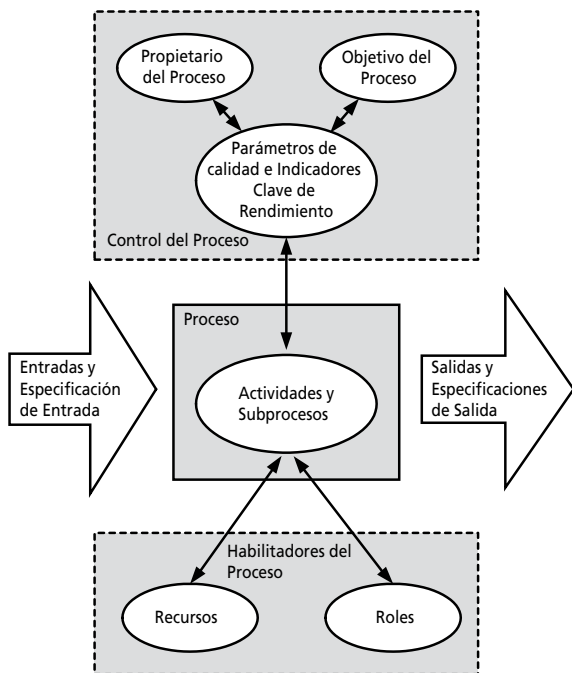 Propietario
del Proceso
Objetivo del
Proceso
Parámetros de
calidad e Indicadores
Clave de
Rendimiento
Control del Proceso
Proceso
Entradas y
Especificación
de Entrada
Actividades y
Subprocesos
Salidas y
Especificaciones
de Salida
Habilitadores del
Proceso
Recursos
Roles